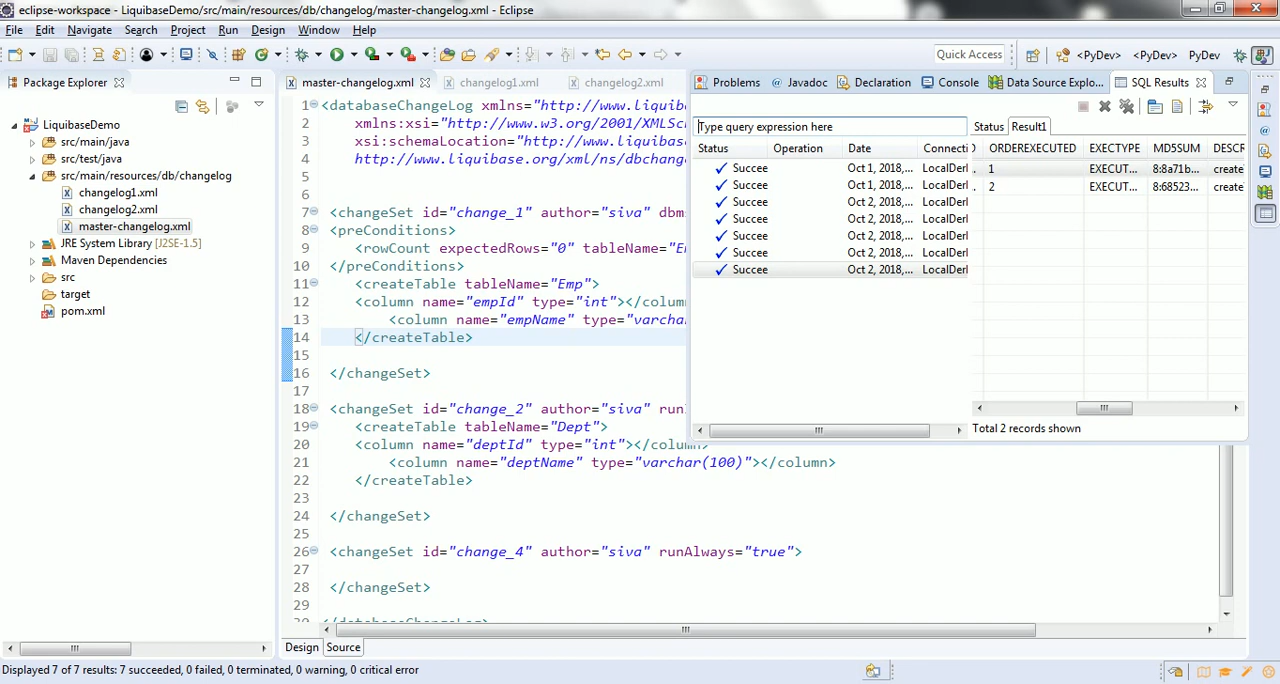 eclipse-workspace - LiquibaseDemo/src/main/resources/db/changelog/master-changelog.xml - Eclipse
File Edit Navigate Search Project Run Design Window Help
Quick Access <PyDev> <PyDev> PyDev
Package Explorer
LiquibaseDemo
src/main/java
src/test/java
src/main/resources/db/changelog
changelog1.xml
changelog2.xml
master-changelog.xml
JRE System Library [J2SE-1.5]
Maven Dependencies
src
target
pom.xml
master-changelog.xml changelog1.xml changelog2.xml
1 <databaseChangeLog xmlns="http://www.liquiba
2 xmlns:xsi="http://www.w3.org/2001/XMLSc
3 xsi:schemaLocation="http://www.liquibas
4 http://www.liquibase.org/xml/ns/dbchang
5
6
7 <changeSet id="change_1" author="siva" dbms
8 <preConditions>
9 <rowCount expectedRows="0" tableName="E
10 </preConditions>
11 <createTable tableName="Emp">
12 <column name="empId" type="int"></colum
13 <column name="empName" type="varcha
14 </createTable>
15
16 </changeSet>
17
18 <changeSet id="change_2" author="siva" run
19 <createTable tableName="Dept">
20 <column name="deptId" type="int"></colum
21 <column name="deptName" type="varchar(100)"></column>
22 </createTable>
23
24 </changeSet>
25
26 <changeSet id="change_4" author="siva" runAlways="true">
27
28 </changeSet>
29
30 </databaseChangeLog>
Design Source
Problems Javadoc Declaration Console Data Source Explo... SQL Results
Type query expression here
Status Operation Date Connecti
Succee Oct 1, 2018,... LocalDerl
Succee Oct 1, 2018,... LocalDerl
Succee Oct 2, 2018,... LocalDerl
Succee Oct 2, 2018,... LocalDerl
Succee Oct 2, 2018,... LocalDerl
Succee Oct 2, 2018,... LocalDerl
Succee Oct 2, 2018,... LocalDerl
Status Result1
ORDEREXECUTED EXECTYPE MD5SUM DESCR
1 EXECUT... 8:8a71b... create
2 EXECUT... 8:68523... create
Total 2 records shown
Displayed 7 of 7 results: 7 succeeded, 0 failed, 0 terminated, 0 warning, 0 critical error